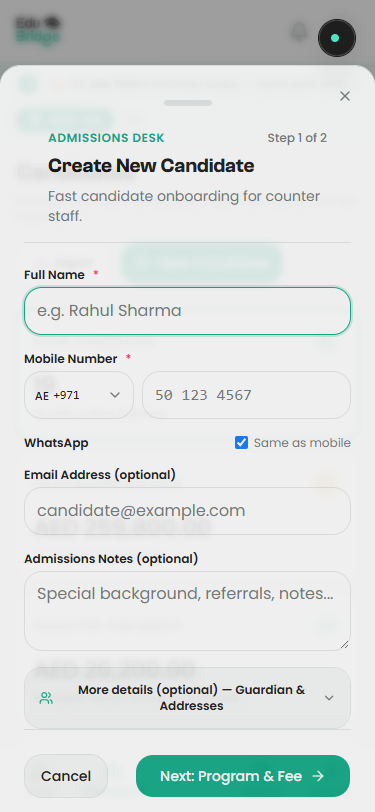 Edu
Bridge
ADMISSIONS DESK
Step 1 of 2
Create New Candidate
Fast candidate onboarding for counter
staff.
Full Name *
e.g. Rahul Sharma
Mobile Number *
AE +971
50 123 4567
WhatsApp
Same as mobile
Email Address (optional)
candidate@example.com
Admissions Notes (optional)
Special background, referrals, notes...
More details (optional) — Guardian &
Addresses
Cancel
Next: Program & Fee →